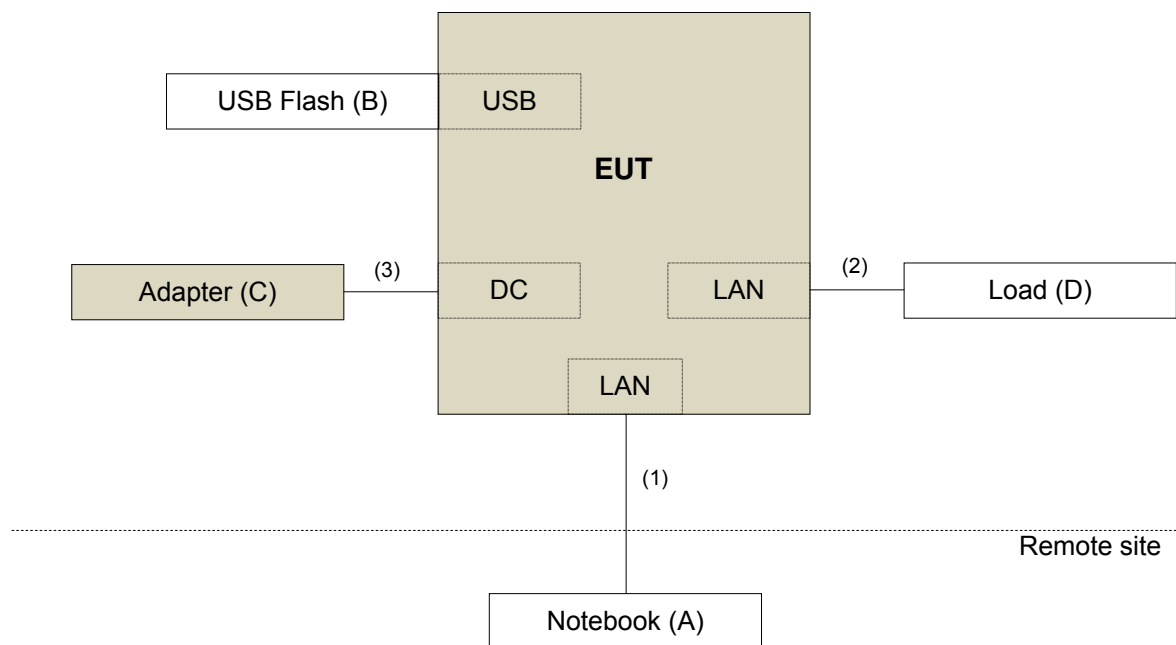 USB Flash (B)
USB
EUT
(3)
(2)
Adapter (C)
DC
LAN
Load (D)
LAN
(1)
Remote site
Notebook (A)